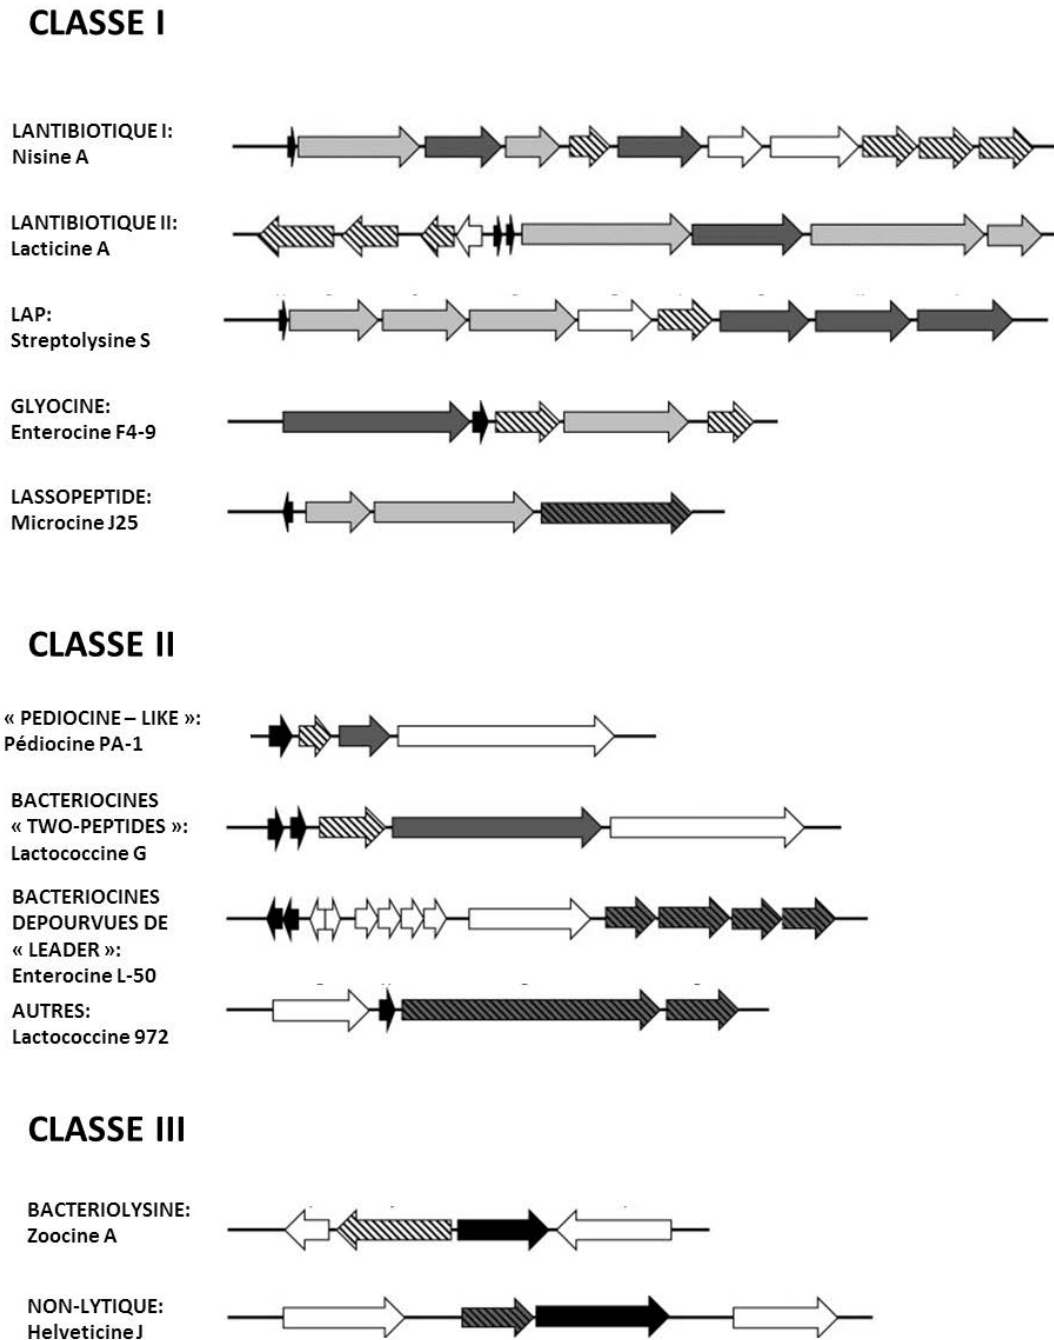 CLASSE I
LANTIBIOTIQUE I:
Nisine A
LANTIBIOTIQUE II:
Lacticine A
LAP:
Streptolysine S
GLYOCINE:
Enterocine F4-9
LASSOPEPTIDE:
Microcine J25
CLASSE II
« PEDIOCINE – LIKE »:
Pédiocine PA-1
BACTERIOCINES
« TWO-PEPTIDES »:
Lactococcine G
BACTERIOCINES
DEPOURVUES DE
« LEADER »:
Enterocine L-50
AUTRES:
Lactococcine 972
CLASSE III
BACTERIOLYSINE:
Zoocine A
NON-LYTIQUE:
Helveticine J